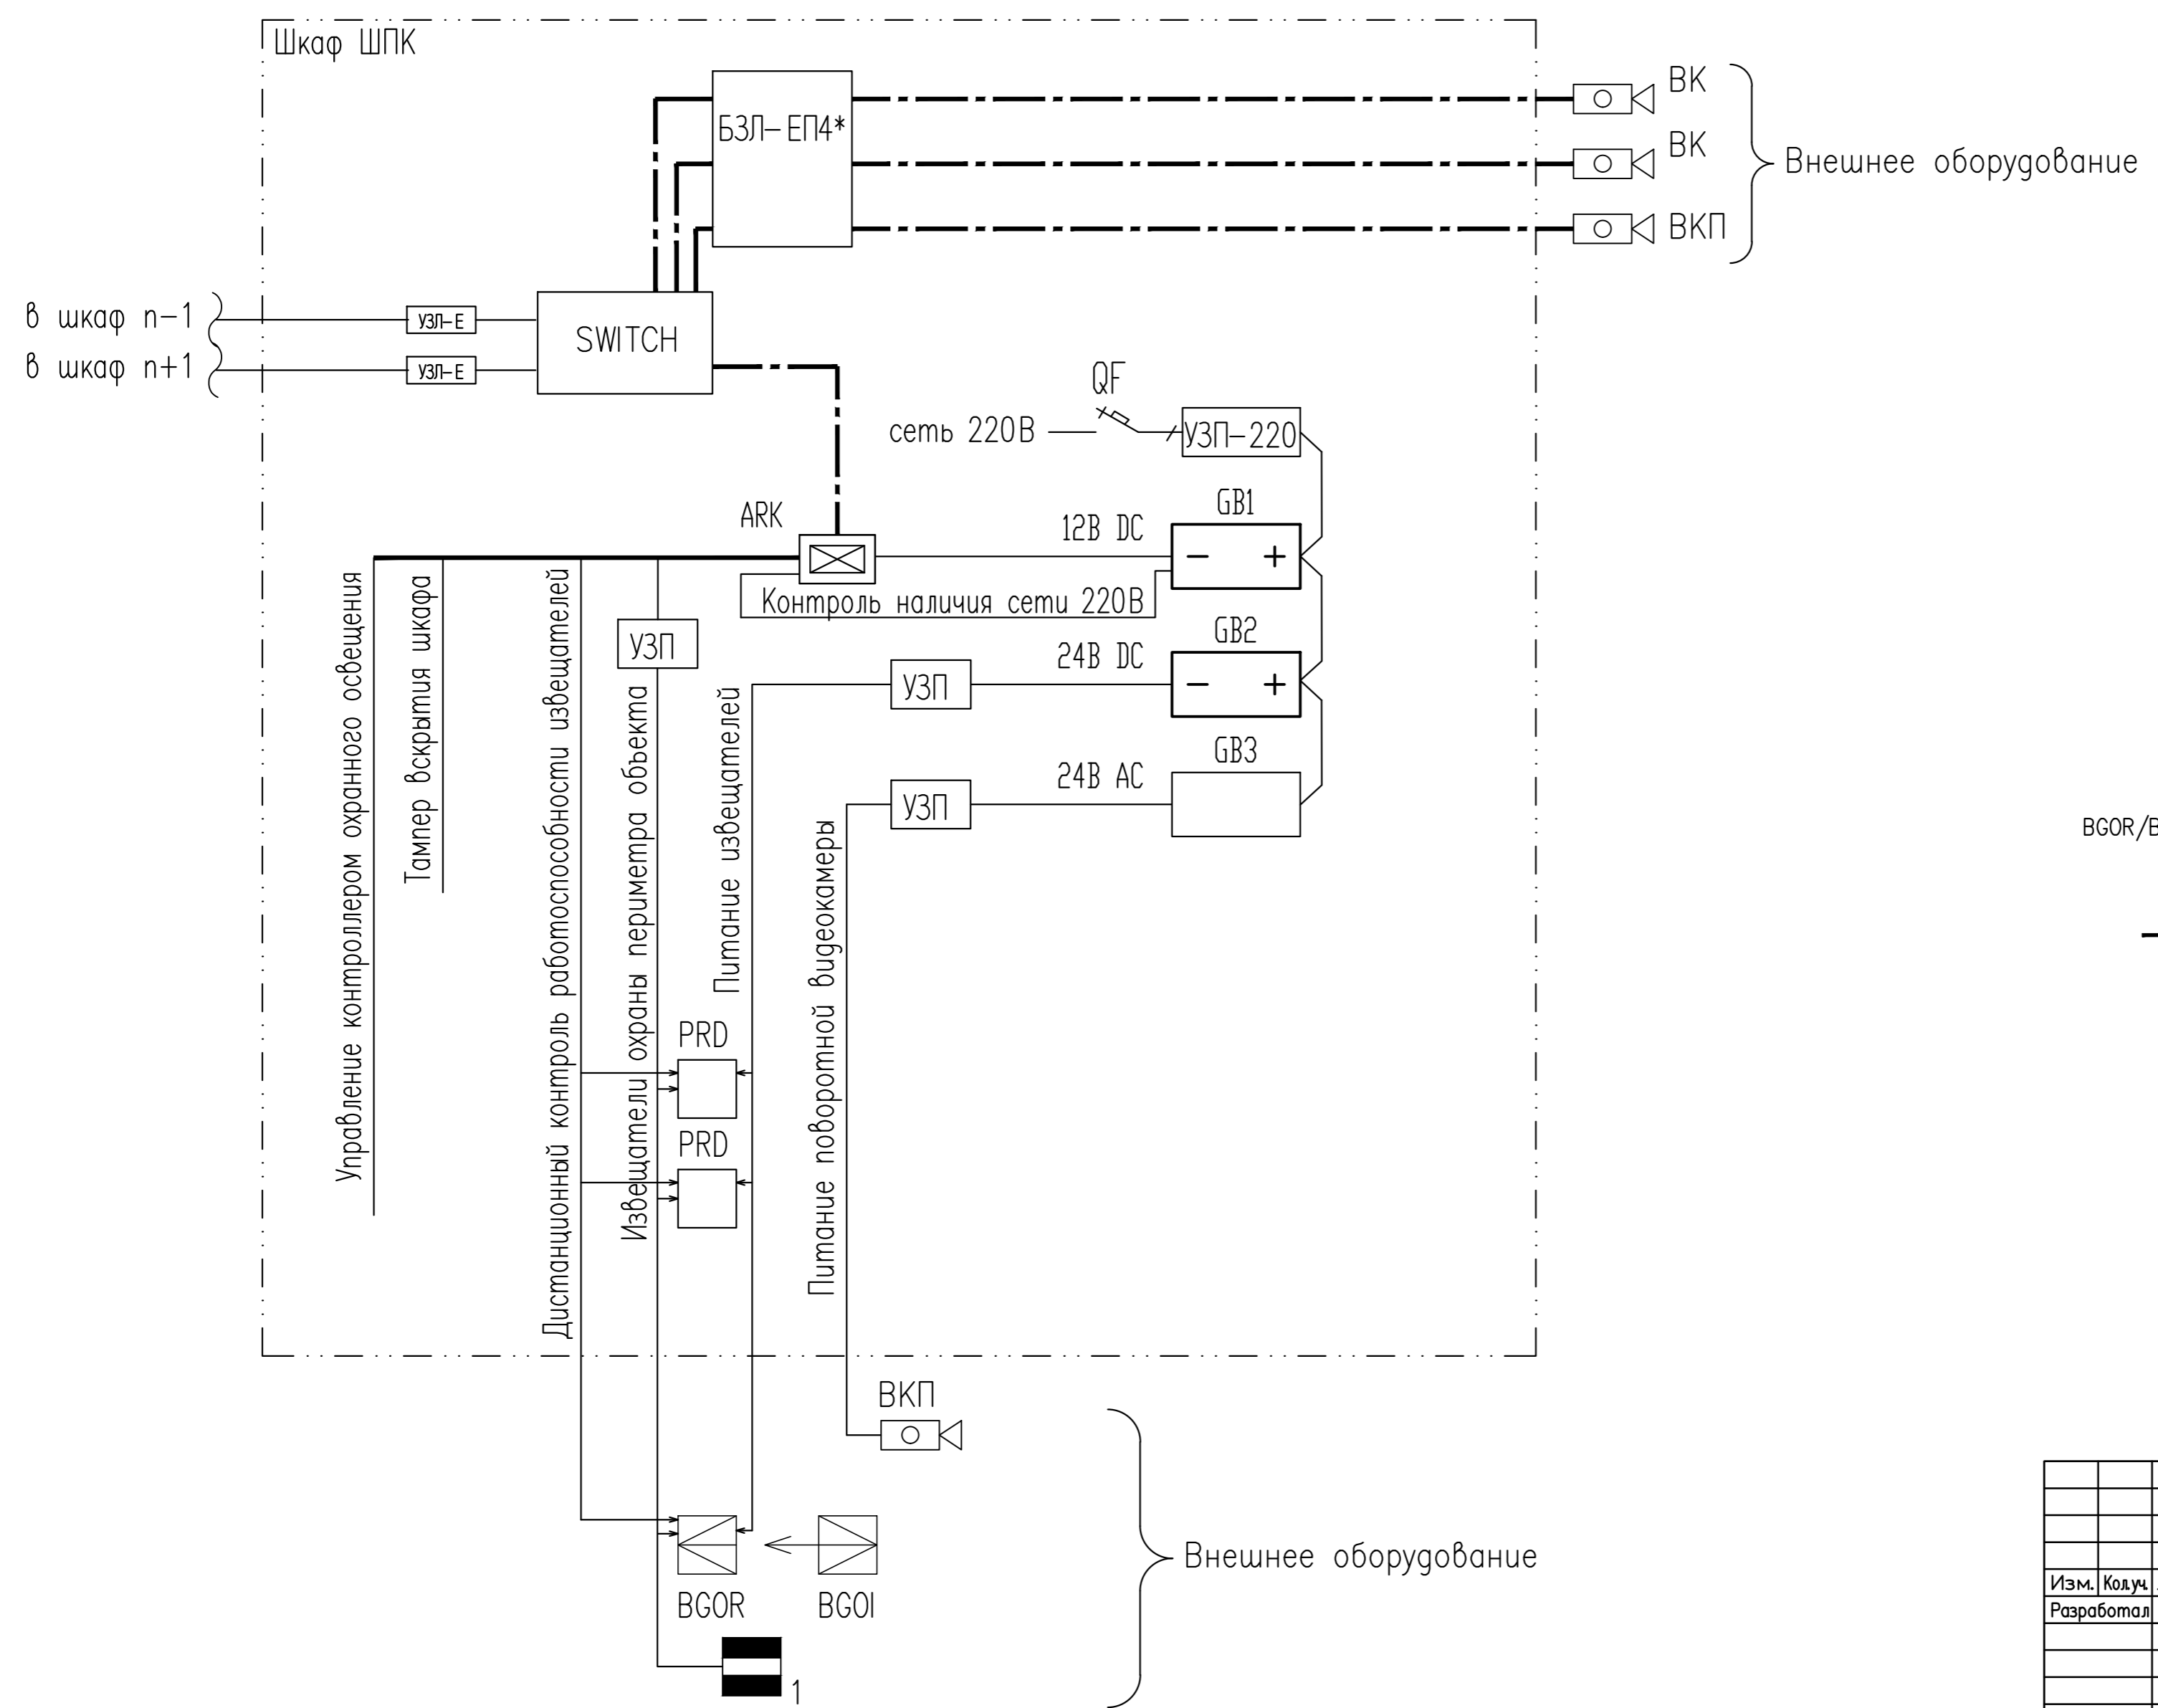 Шкаф ШПК
БЗЛ-ЕП4*
ВК
ВК
ВКП
Внешнее оборудование
в шкаф n-1
УЗЛ-Е
SWITCH
в шкаф n+1
УЗЛ-Е
QF
сеть 220В
УЗП-220
ARK
12В DC
GB1
- +
Контроль наличия сети 220В
УЗП
24В DC
GB2
- +
УЗП
24В AC
GB3
УЗП
Управление контроллером охранного освещения
Тампер вскрытия шкафа
Дистанционный контроль работоспособности извещателей
Извещатели охраны периметра объекта
Питание извещателей
Питание поворотной видеокамеры
PRD
PRD
ВКП
BGOR
BGOI
Внешнее оборудование
1
BGOR/
Изм. Кол.уч.
Разработал